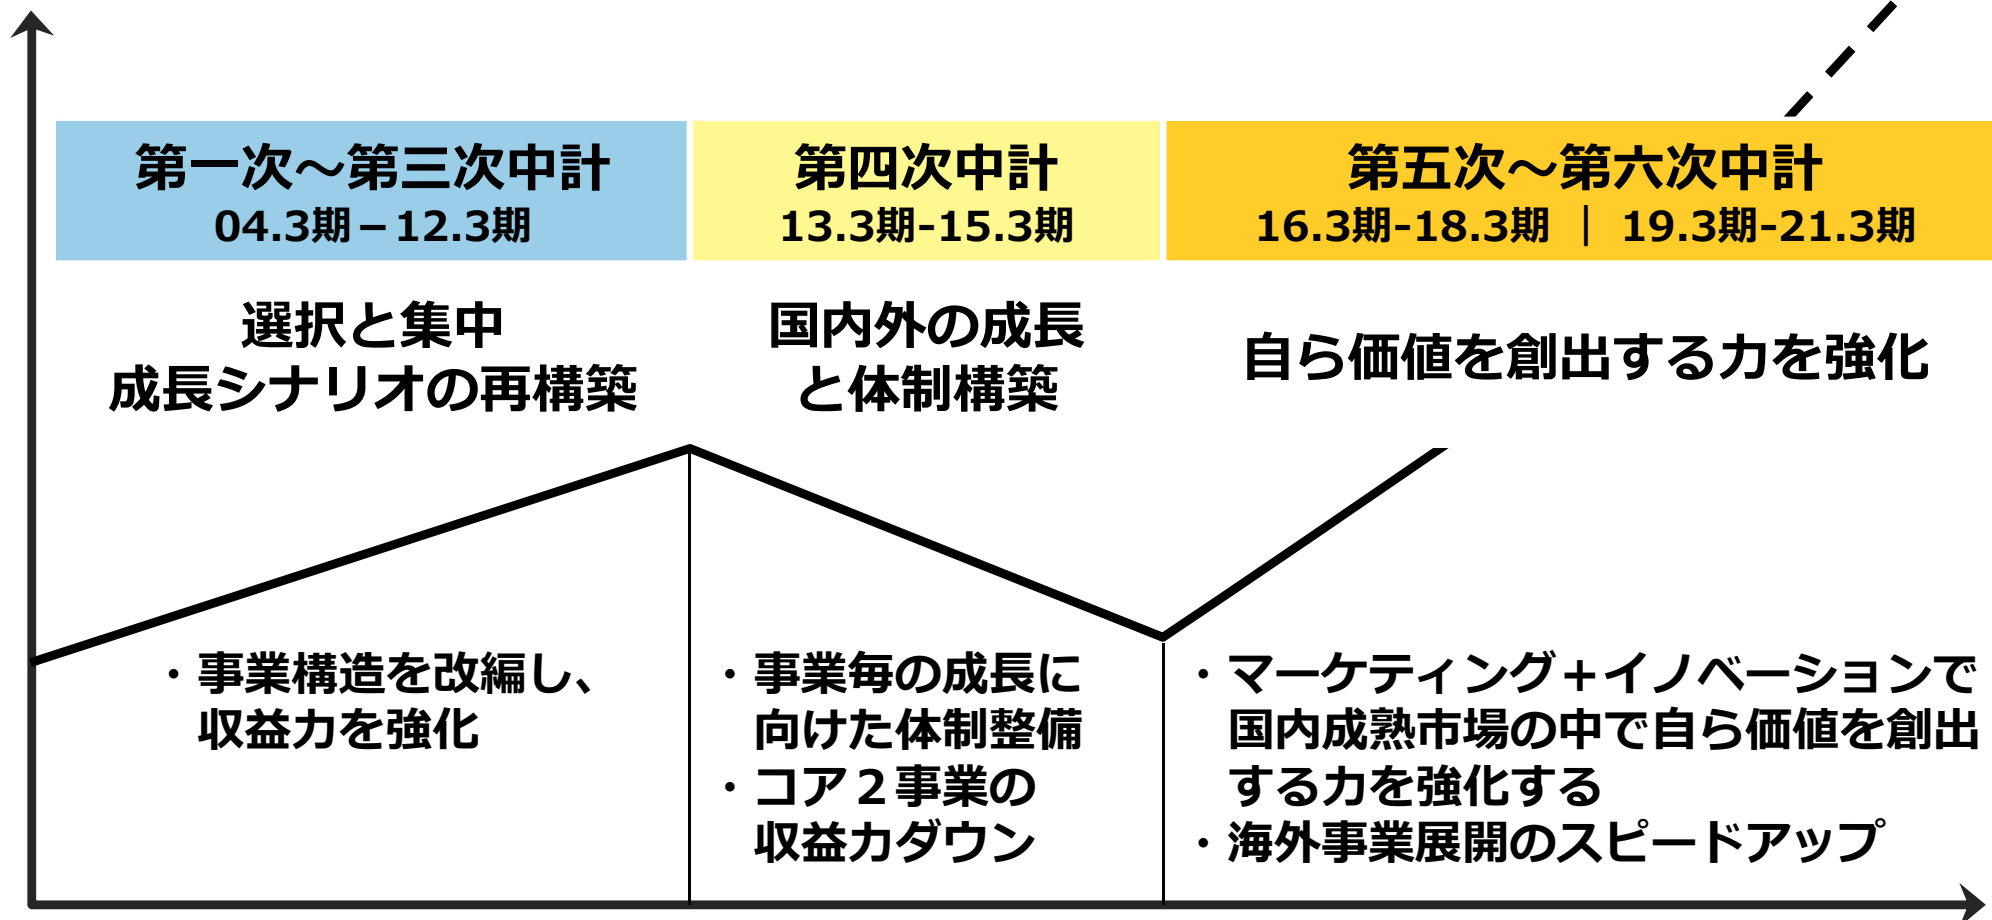 第一次～第三次中計
04.3期－12.3期
選択と集中
成長シナリオの再構築
・事業構造を改編し、
収益力を強化
第四次中計
13.3期-15.3期
国内外の成長
と体制構築
・事業毎の成長に
向けた体制整備
・コア２事業の
収益力ダウン
第五次～第六次中計
16.3期-18.3期 ｜ 19.3期-21.3期
自ら価値を創出する力を強化
・マーケティング＋イノベーションで
国内成熟市場の中で自ら価値を創出
する力を強化する
・海外事業展開のスピードアップ